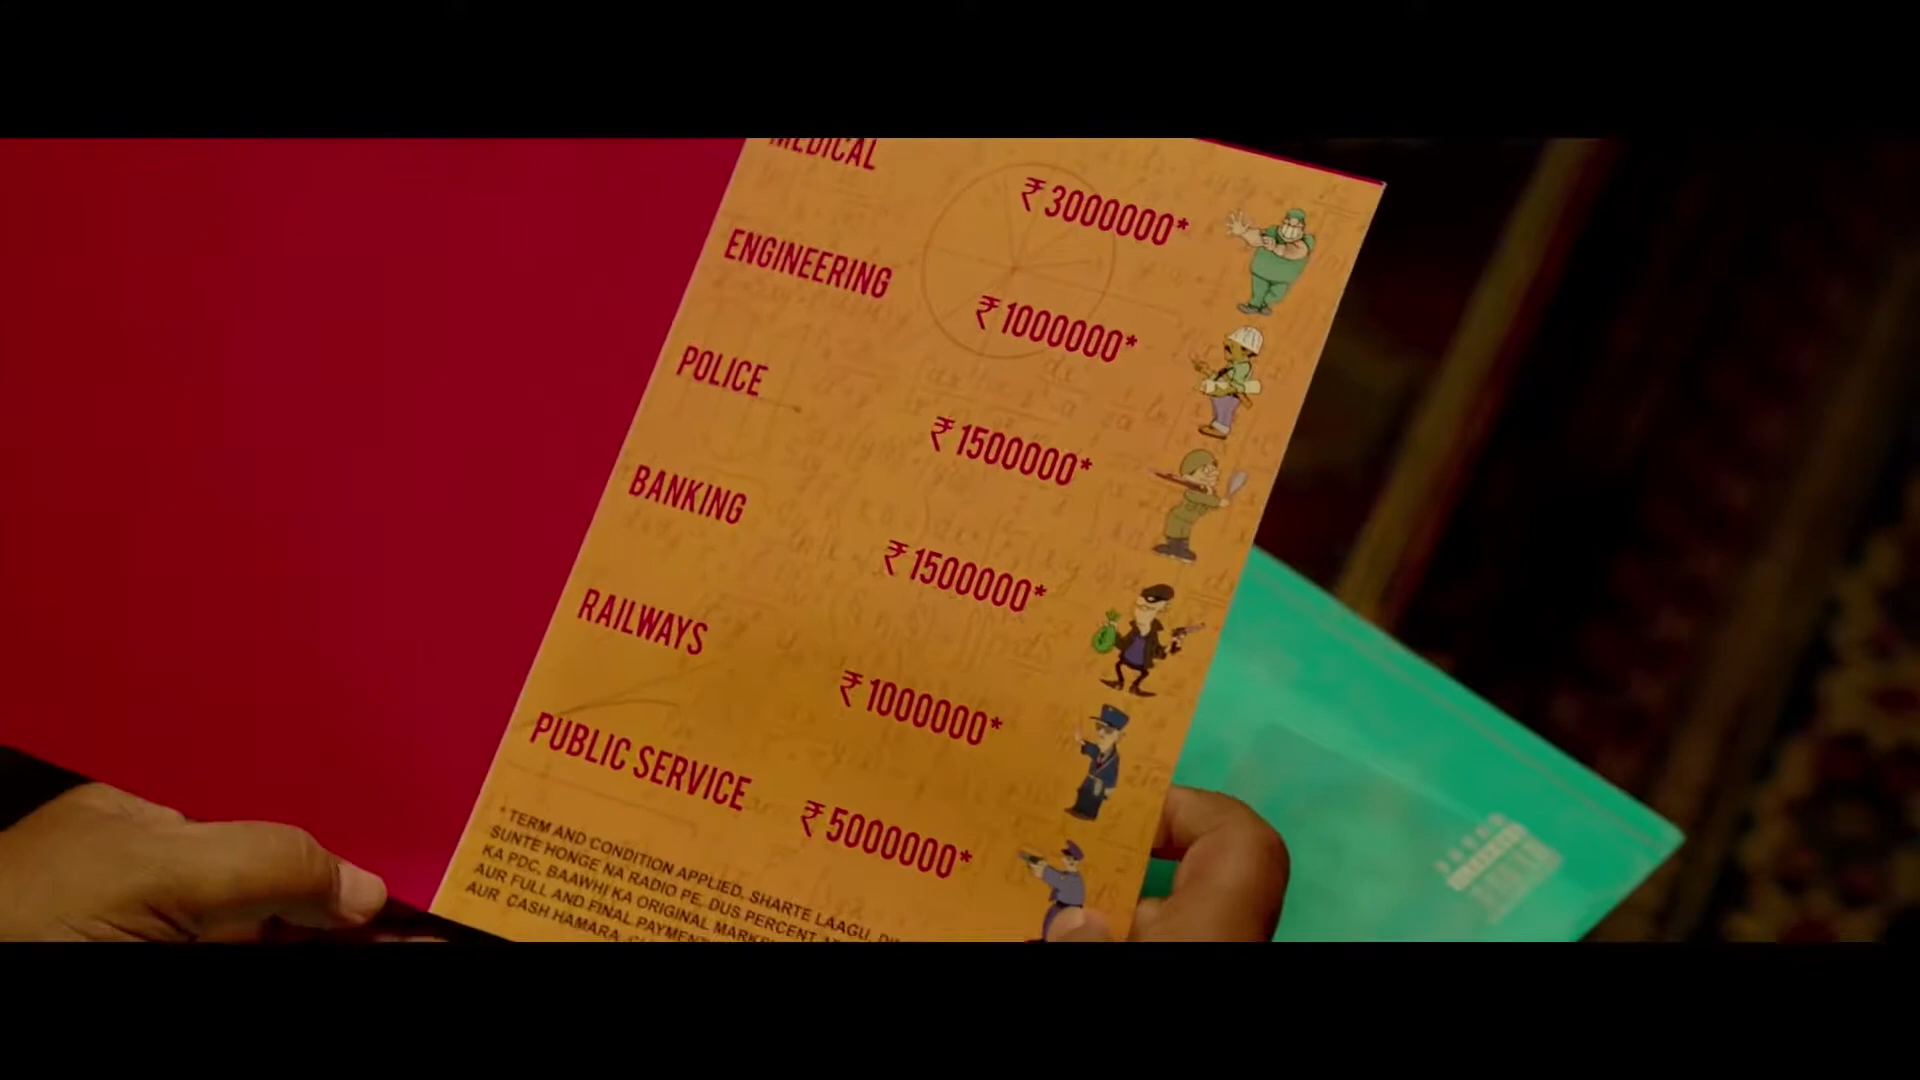 MEDICAL
₹ 3000000*
ENGINEERING
₹ 1000000*
POLICE
₹ 1500000*
BANKING
₹ 1500000*
RAILWAYS
₹ 1000000*
PUBLIC SERVICE
₹ 5000000*
* TERM AND CONDITION APPLIED. SHARTE LAAGU.
SUNTE HONGE NA RADIO PE. DUS PERCENT
KA PDC, BAAWHI KA ORIGINAL
AUR FULL AND FINAL PAYMENT
AUR CASH HAMARA.